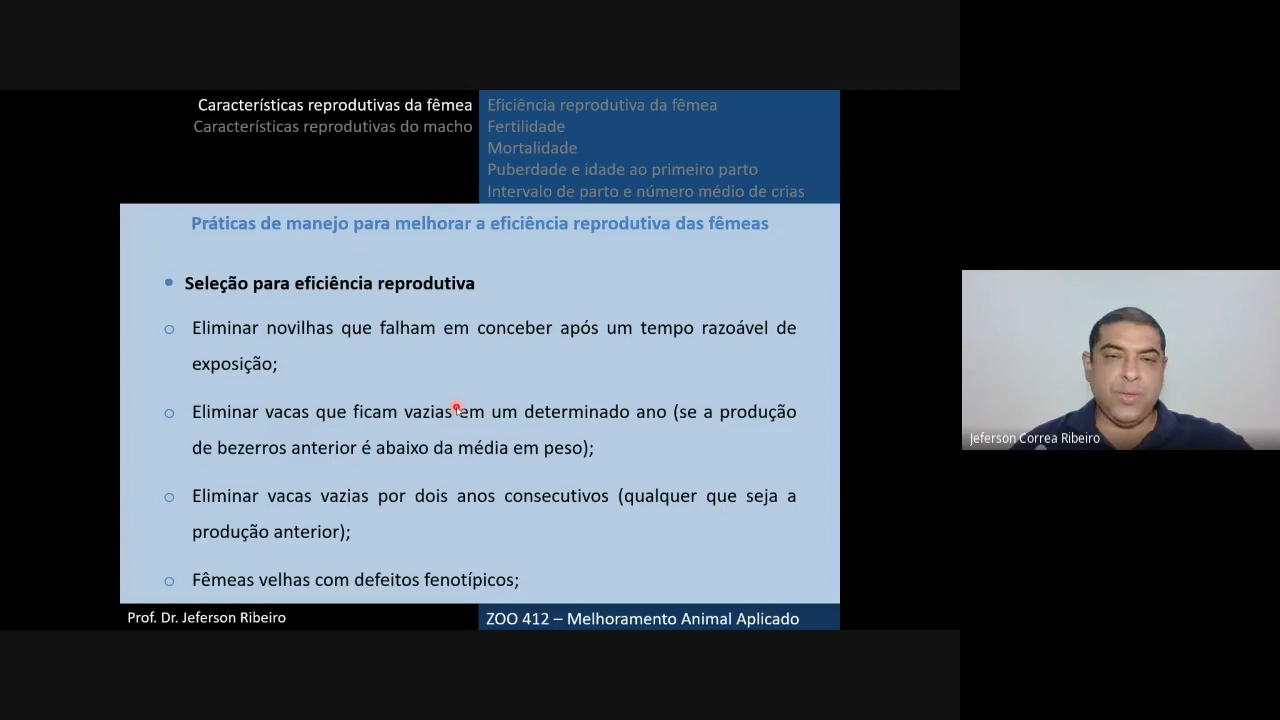 Características reprodutivas da fêmea
Características reprodutivas do macho
Eficiência reprodutiva da fêmea
Fertilidade
Mortalidade
Puberdade e idade ao primeiro parto
Intervalo de parto e número médio de crias
Práticas de manejo para melhorar a eficiência reprodutiva das fêmeas
• Seleção para eficiência reprodutiva
o Eliminar novilhas que falham em conceber após um tempo razoável de
exposição;
o Eliminar vacas que ficam vazias em um determinado ano (se a produção
de bezerros anterior é abaixo da média em peso);
o Eliminar vacas vazias por dois anos consecutivos (qualquer que seja a
produção anterior);
o Fêmeas velhas com defeitos fenotípicos;
Prof. Dr. Jeferson Ribeiro
ZOO 412 – Melhoramento Animal Aplicado
Jeferson Correa Ribeiro